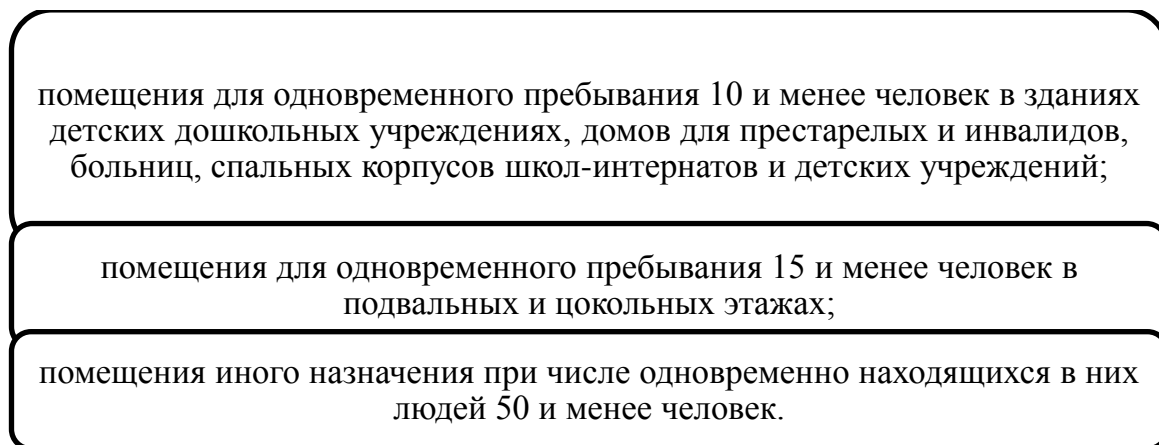 помещения для одновременного пребывания 10 и менее человек в зданиях
детских дошкольных учреждениях, домов для престарелых и инвалидов,
больниц, спальных корпусов школ-интернатов и детских учреждений;
помещения для одновременного пребывания 15 и менее человек в
подвальных и цокольных этажах;
помещения иного назначения при числе одновременно находящихся в них
людей 50 и менее человек.